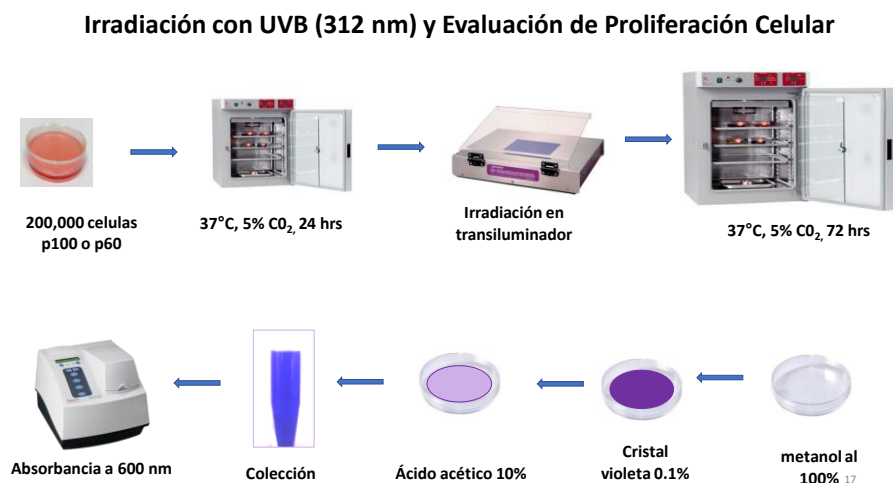 Irradiación con UVB (312 nm) y Evaluación de Proliferación Celular
200,000 celulas
p100 o p60
37°C, 5% C0₂, 24 hrs
Irradiación en
transiluminador
37°C, 5% C0₂, 72 hrs
Absorbancia a 600 nm
Colección
Ácido acético 10%
Cristal
violeta 0.1%
metanol al
100%
17